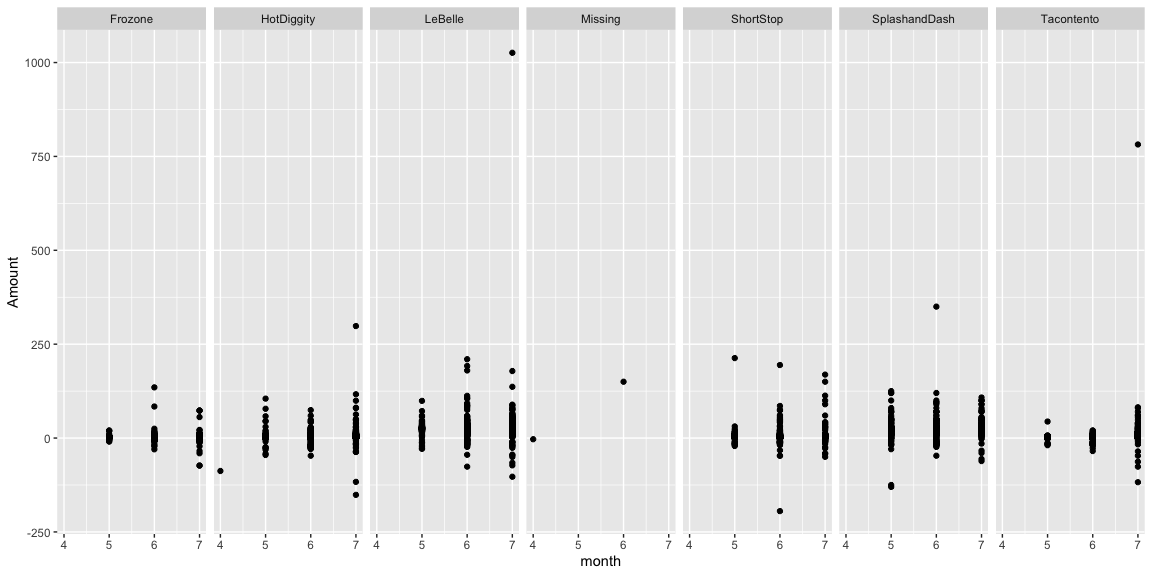 Frozone HotDiggity LeBelle Missing ShortStop SplashandDash Tacontento
1000
750
500
250
0
-250
Amount
4 5 6 7 4 5 6 7 4 5 6 7 4 5 6 7 4 5 6 7 4 5 6 7 4 5 6 7
month